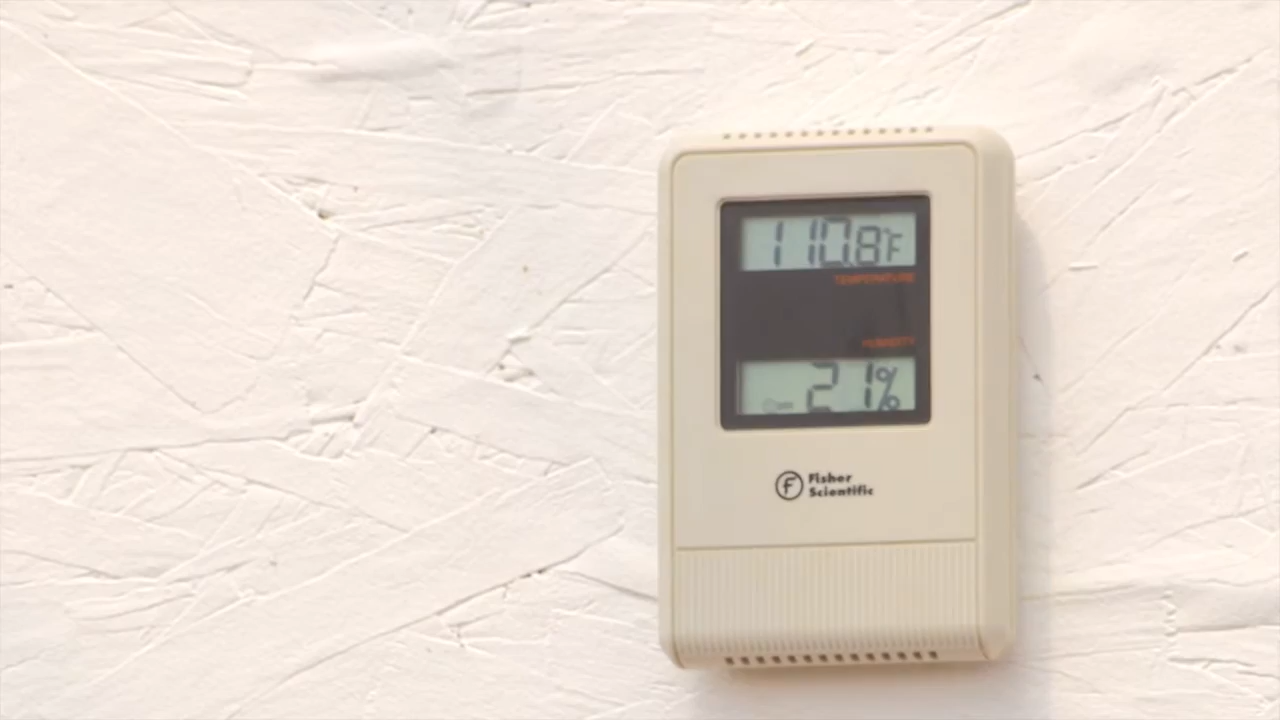 110.8°F
TEMPERATURE
HUMIDITY
21%
F
Fisher
Scientific